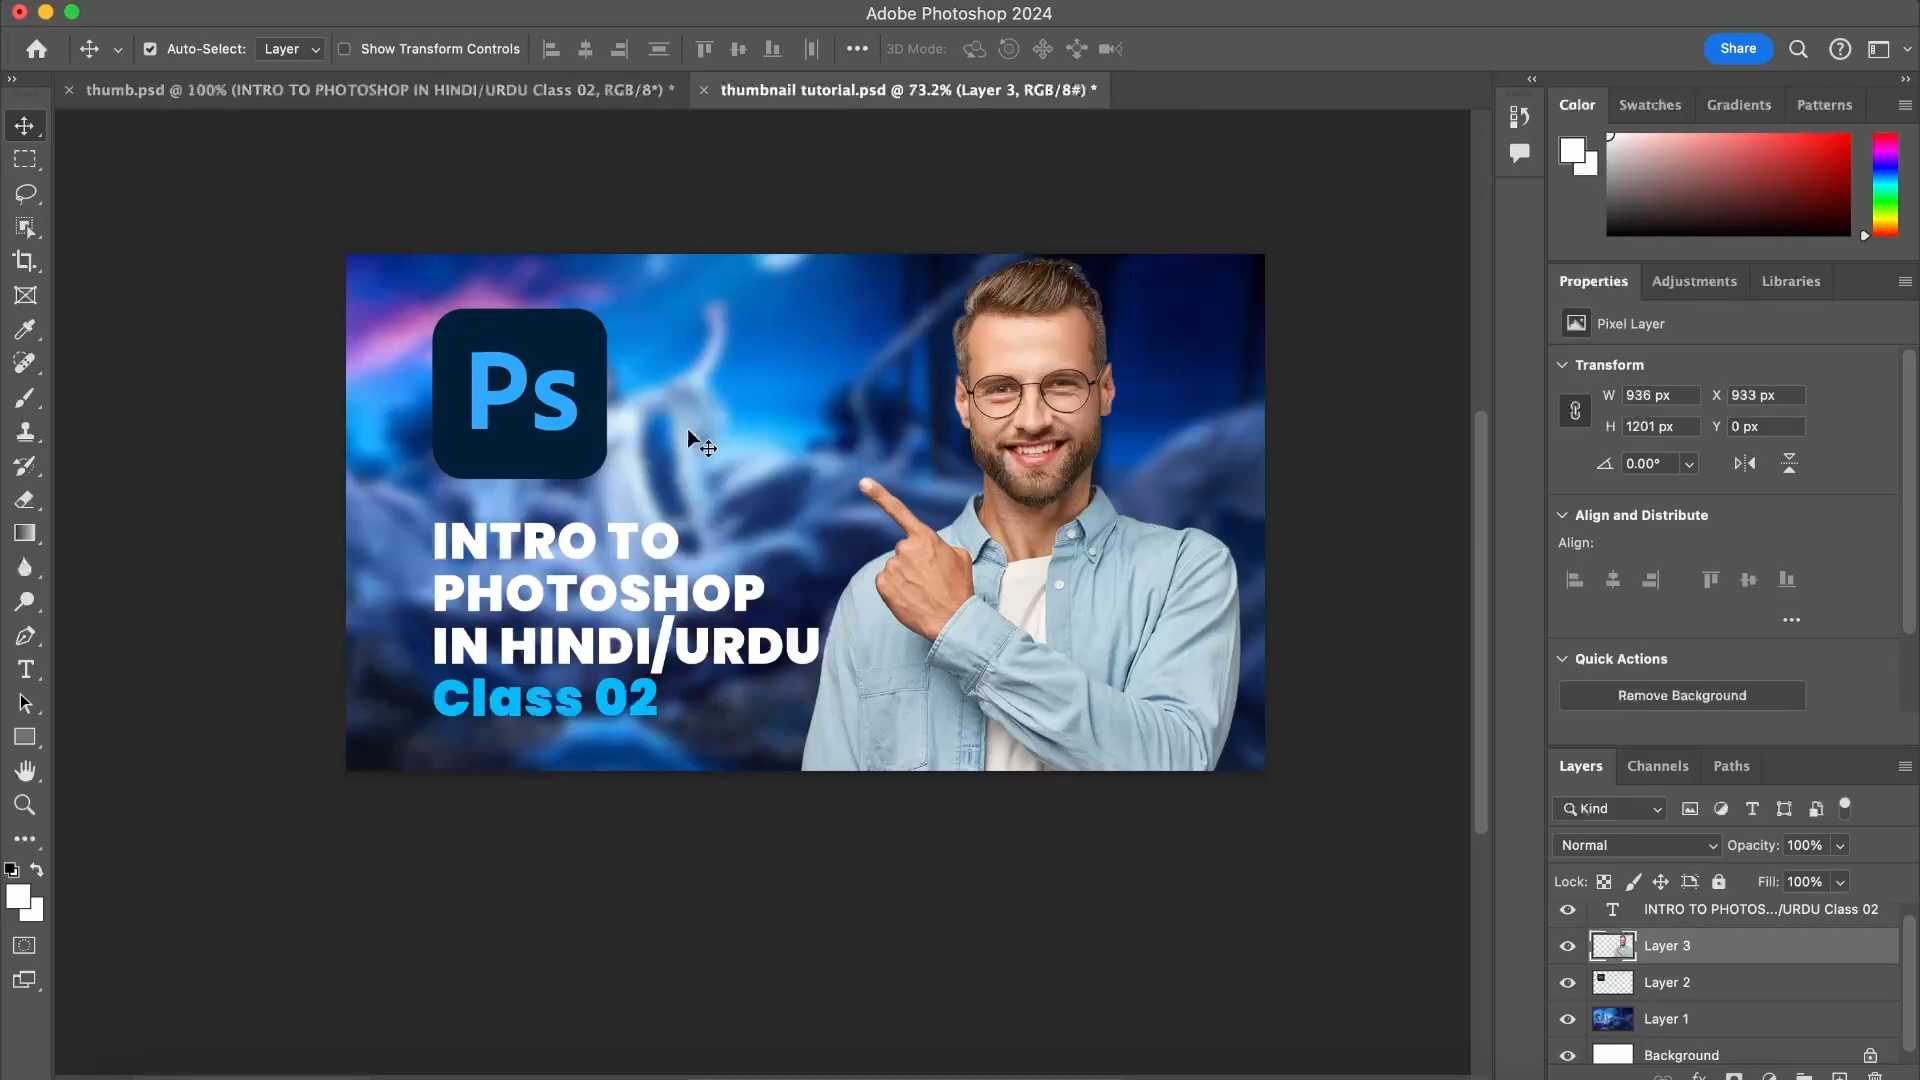 Adobe Photoshop 2024
Auto-Select: Layer Show Transform Controls 3D Mode: Share
thumb.psd @ 100% (INTRO TO PHOTOSHOP IN HINDI/URDU Class 02, RGB/8*) *
thumbnail tutorial.psd @ 73.2% (Layer 3, RGB/8#) *
Ps
INTRO TO
PHOTOSHOP
IN HINDI/URDU
Class 02
Color Swatches Gradients Patterns
Properties Adjustments Libraries
Pixel Layer
Transform
W 936 px X 933 px
H 1201 px Y 0 px
0.00°
Align and Distribute
Align:
Quick Actions
Remove Background
Layers Channels Paths
Kind
Normal Opacity: 100%
Lock: Fill: 100%
INTRO TO PHOTOS.../URDU Class 02
Layer 3
Layer 2
Layer 1
Background